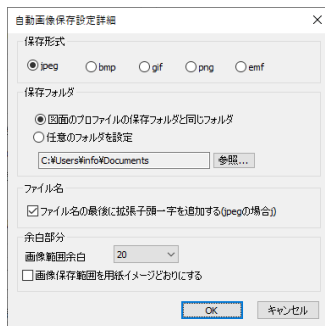 自動画像保存設定詳細
保存形式
jpeg bmp gif png emf
保存フォルダ
図面のプロファイルの保存フォルダと同じフォルダ
任意のフォルダを設定
C:¥Users¥info¥Documents 参照...
ファイル名
ファイル名の最後に拡張子頭一字を追加する(jpegの場合j)
余白部分
画像範囲余白 20
画像保存範囲を用紙イメージどおりにする
OK キャンセル